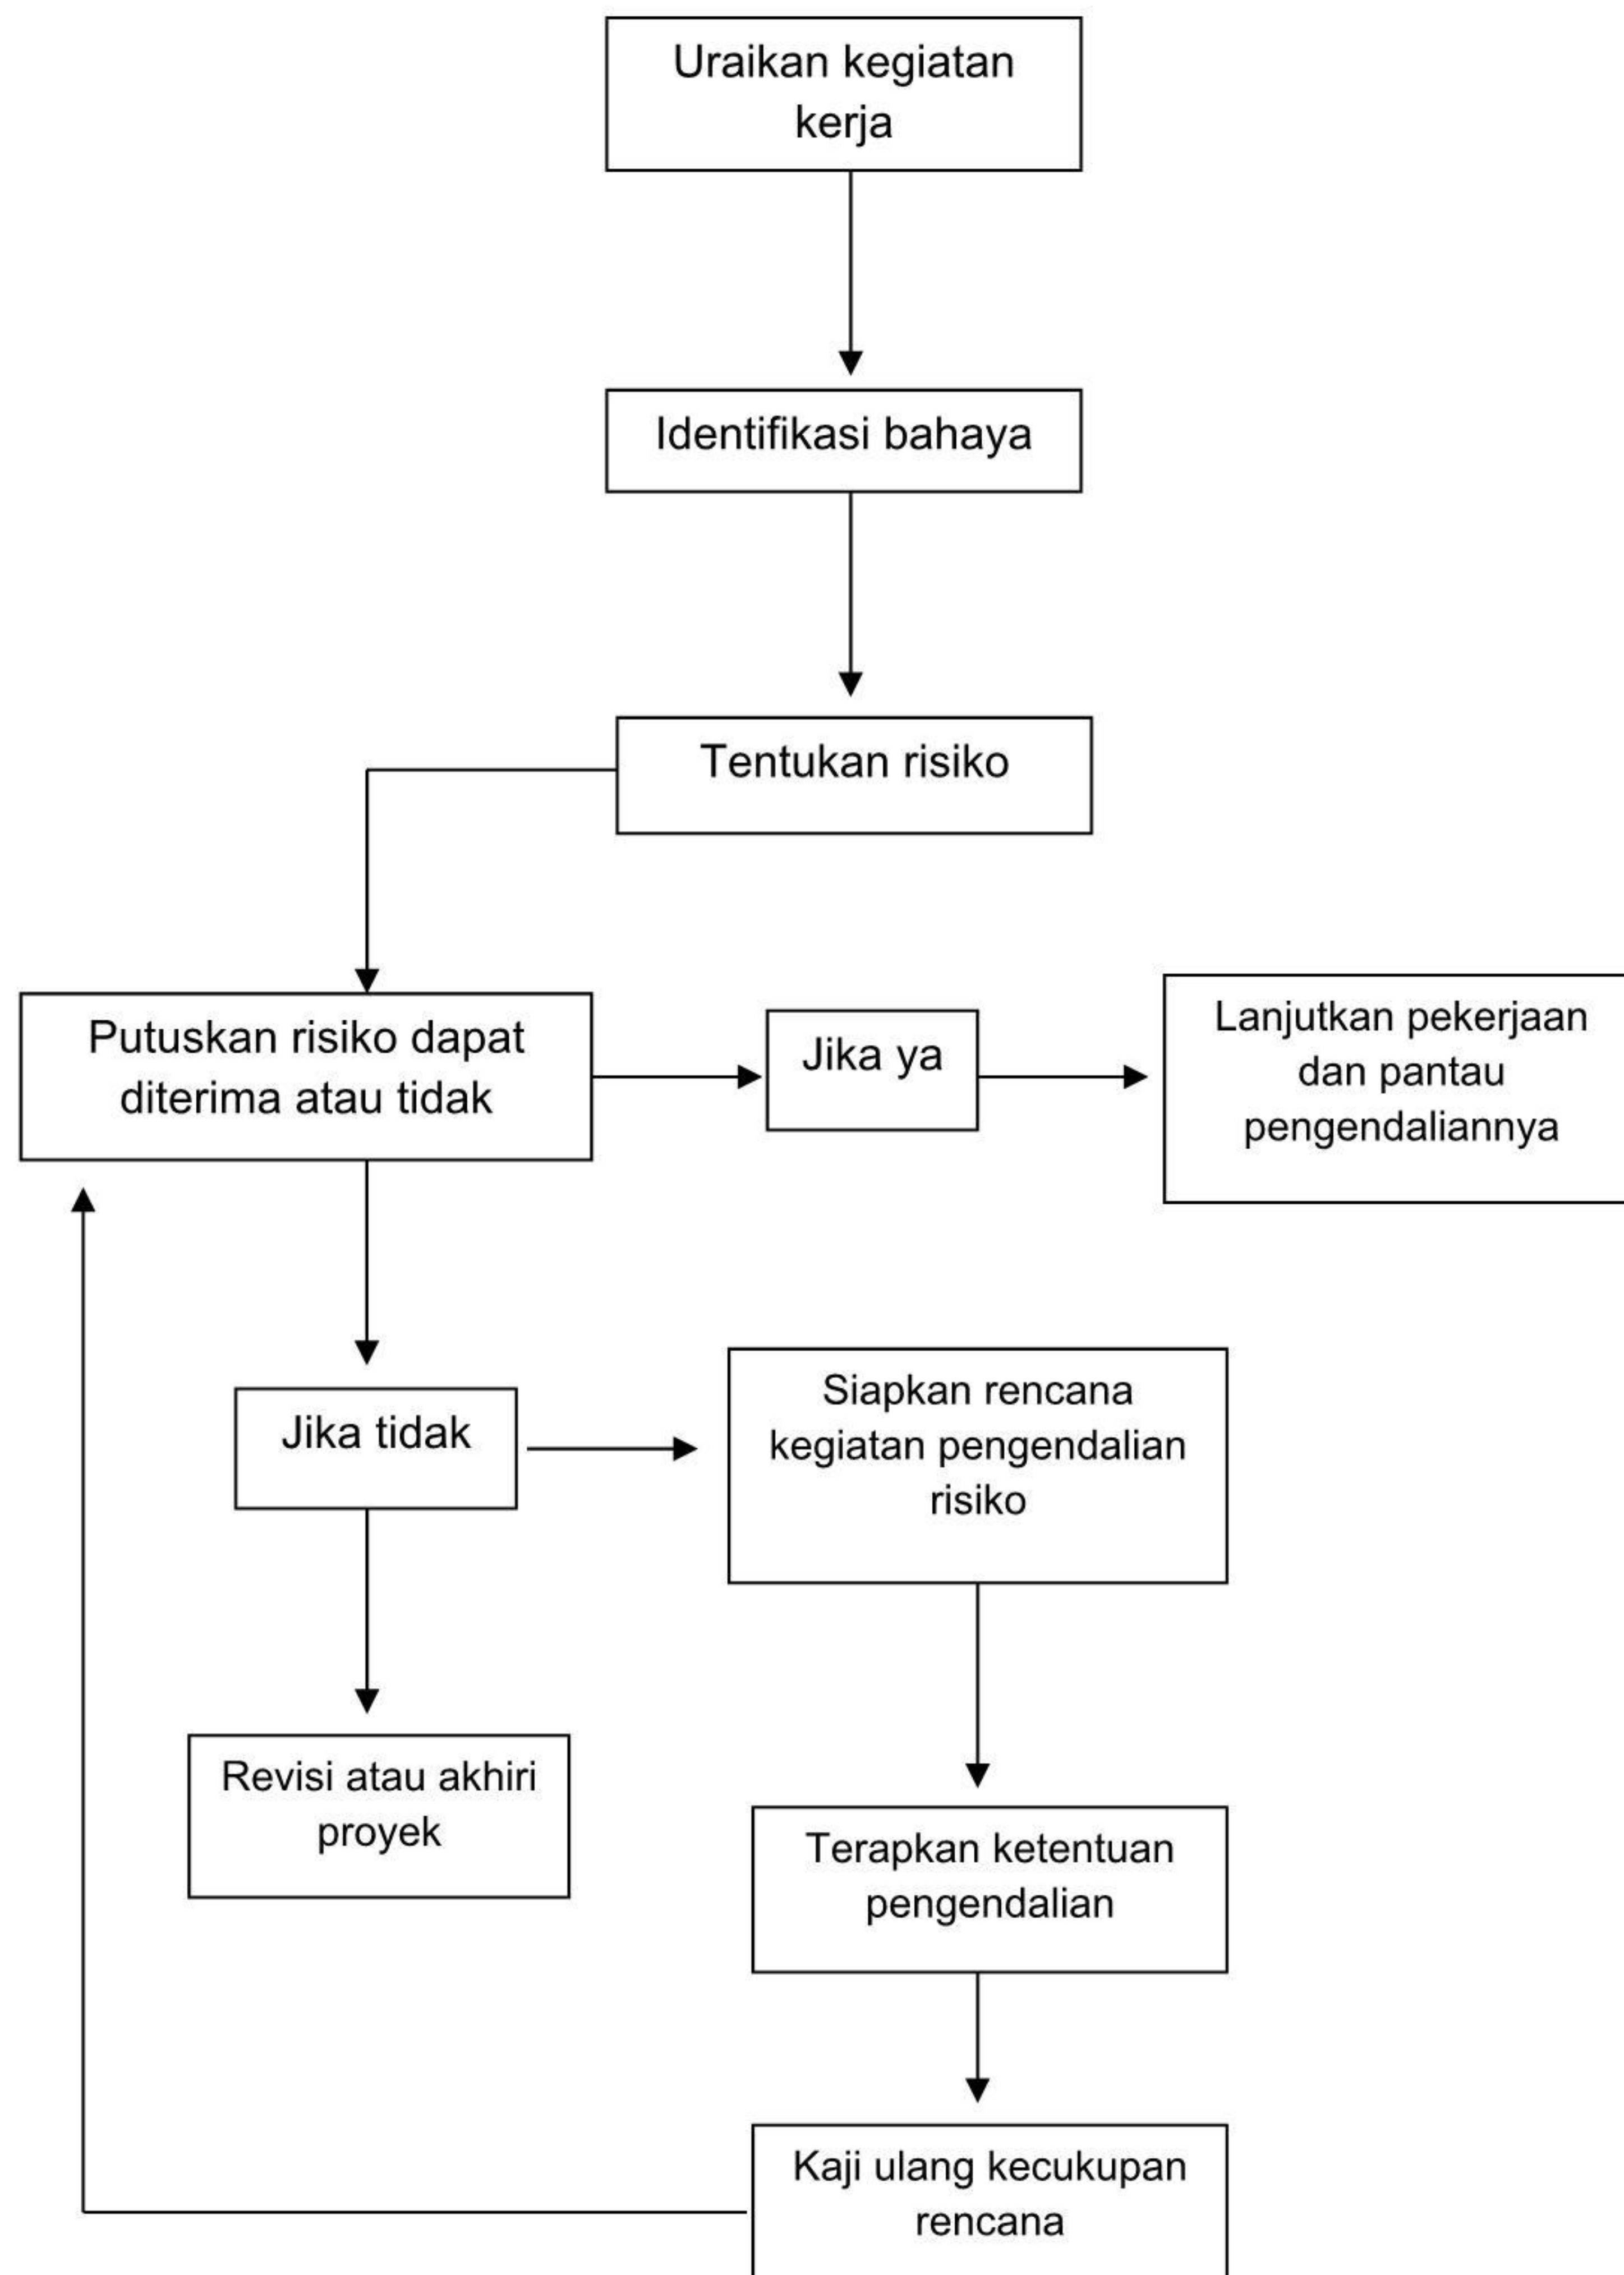 Uraikan kegiatan
kerja
Identifikasi bahaya
Tentukan risiko
Putuskan risiko dapat
diterima atau tidak
Jika ya
Lanjutkan pekerjaan
dan pantau
pengendaliannya
Jika tidak
Siapkan rencana
kegiatan pengendalian
risiko
Revisi atau akhiri
proyek
Terapkan ketentuan
pengendalian
Kaji ulang kecukupan
rencana